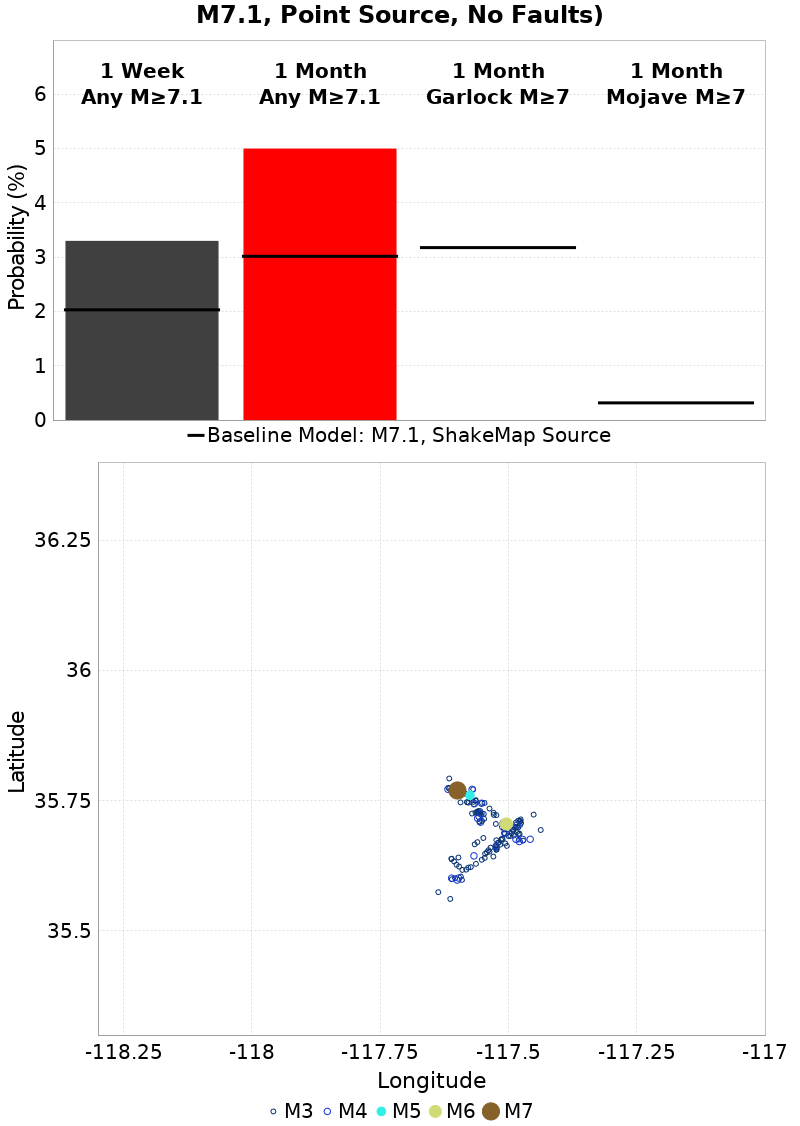 M7.1, Point Source, No Faults)
1 Week
Any M≥7.1
1 Month
Any M≥7.1
1 Month
Garlock M≥7
1 Month
Mojave M≥7
6
5
4
3
2
1
0
Probability (%)
Baseline Model: M7.1, ShakeMap Source
36.25
36
35.75
35.5
Latitude
-118.25
-118
-117.75
-117.5
-117.25
-117
Longitude
M3
M4
M5
M6
M7